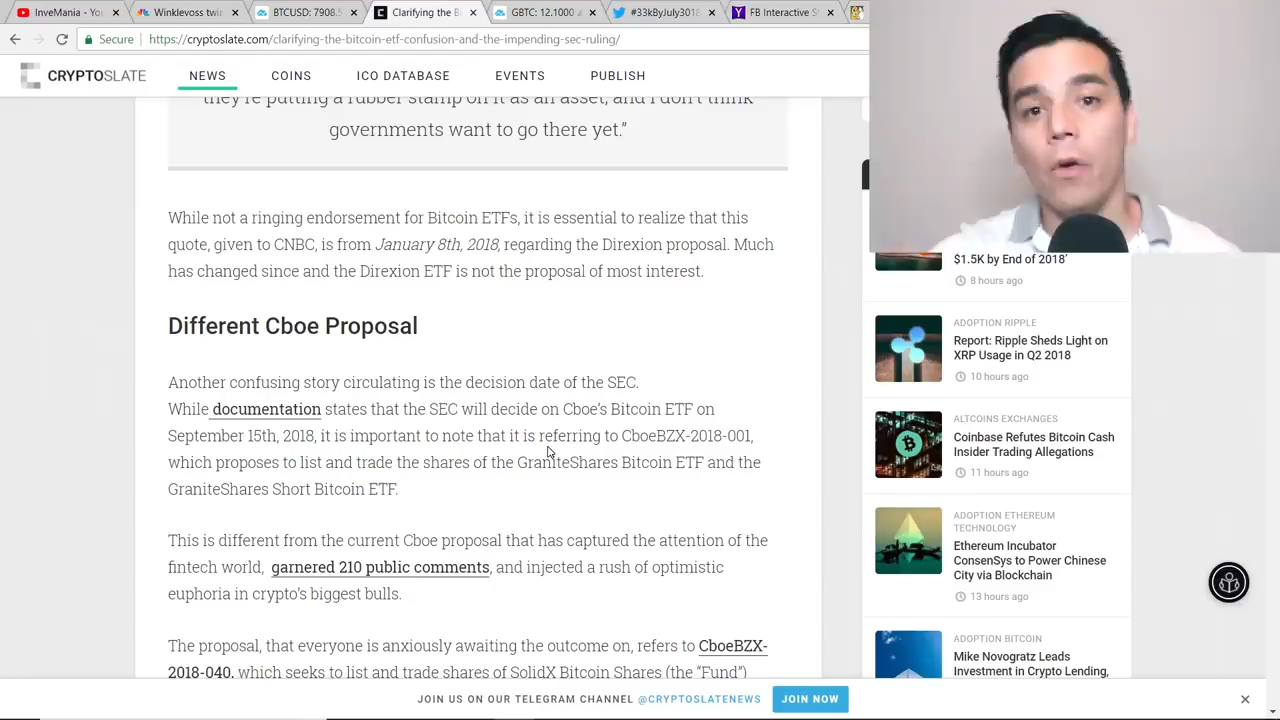 InveMania - You
Winklevoss twin
BTCUSD: 7908.5
Clarifying the B
GBTC: 12.1000
#33kByJuly3018
FB Interactive S
Secure
https://cryptoslate.com/clarifying-the-bitcoin-etf-confusion-and-the-impending-sec-ruling/
CRYPTOSLATE
NEWS
COINS
ICO DATABASE
EVENTS
PUBLISH
they're putting a rubber stamp on it as an asset, and I don't think
governments want to go there yet."
While not a ringing endorsement for Bitcoin ETFs, it is essential to realize that this
quote, given to CNBC, is from January 8th, 2018, regarding the Direxion proposal. Much
has changed since and the Direxion ETF is not the proposal of most interest.
Different Cboe Proposal
Another confusing story circulating is the decision date of the SEC.
While documentation states that the SEC will decide on Cboe's Bitcoin ETF on
September 15th, 2018, it is important to note that it is referring to CboeBZX-2018-001,
which proposes to list and trade the shares of the GraniteShares Bitcoin ETF and the
GraniteShares Short Bitcoin ETF.
This is different from the current Cboe proposal that has captured the attention of the
fintech world, garnered 210 public comments, and injected a rush of optimistic
euphoria in crypto's biggest bulls.
The proposal, that everyone is anxiously awaiting the outcome on, refers to CboeBZX-
2018-040, which seeks to list and trade shares of SolidX Bitcoin Shares (the "Fund")
$1.5K by End of 2018'
8 hours ago
ADOPTION RIPPLE
Report: Ripple Sheds Light on
XRP Usage in Q2 2018
10 hours ago
ALTCOINS EXCHANGES
Coinbase Refutes Bitcoin Cash
Insider Trading Allegations
11 hours ago
ADOPTION ETHEREUM
TECHNOLOGY
Ethereum Incubator
ConsenSys to Power Chinese
City via Blockchain
13 hours ago
ADOPTION BITCOIN
Mike Novogratz Leads
Investment in Crypto Lending,
JOIN US ON OUR TELEGRAM CHANNEL @CRYPTOSLATENEWS
JOIN NOW